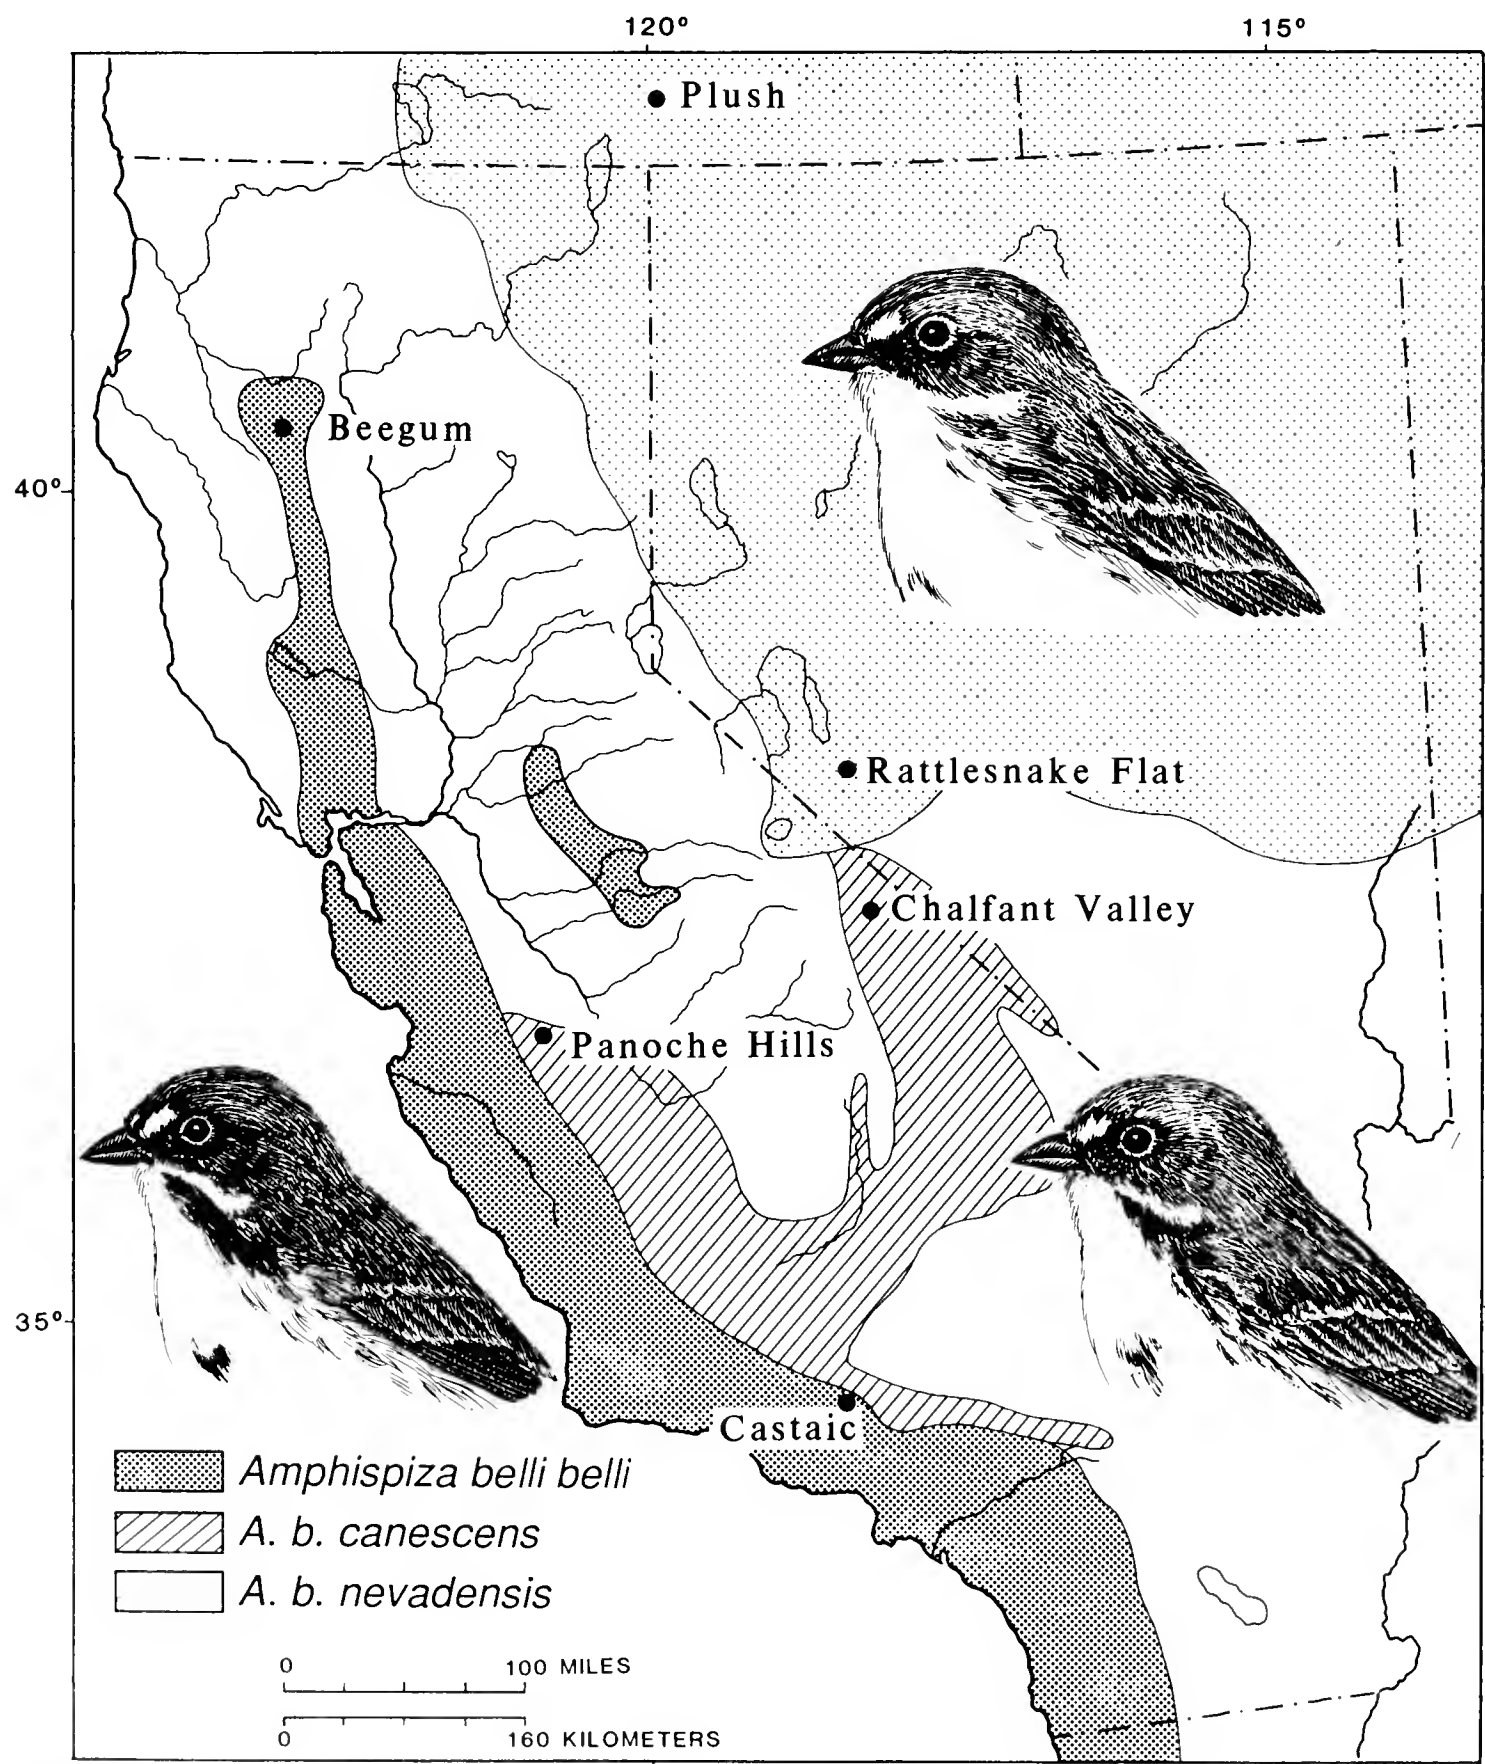 120° 115°
Plush
Beegum
40°
Rattlesnake Flat
Chalfant Valley
Panoche Hills
35°
Castaic
Amphispiza belli belli
A. b. canescens
A. b. nevadensis
0 100 MILES
0 160 KILOMETERS